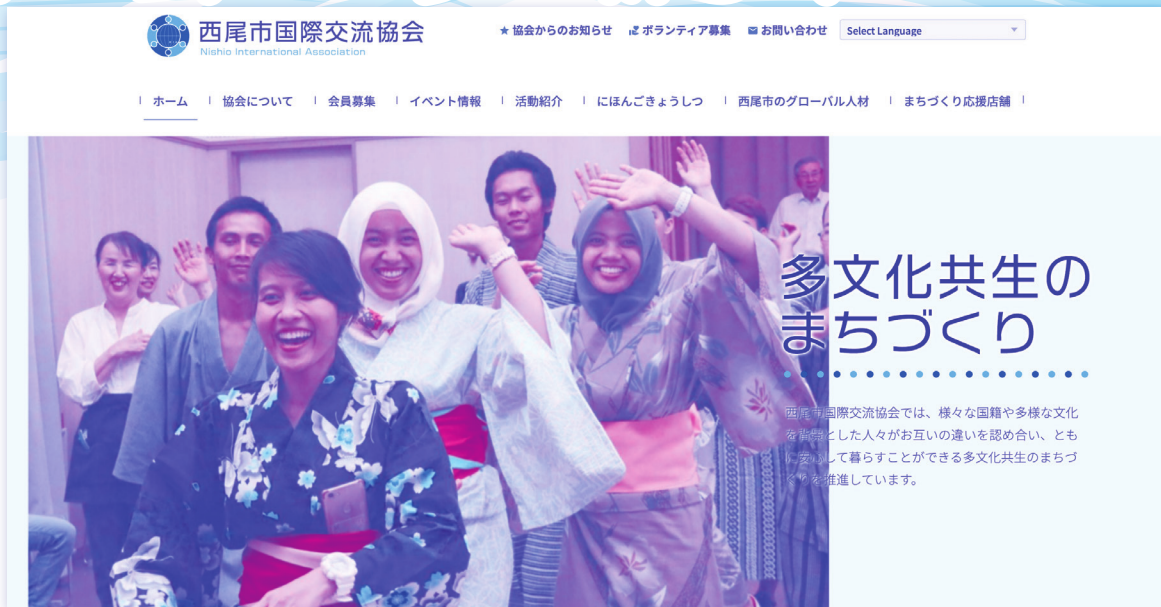 西尾市国際交流協会
Nishio International Association
協会からのお知らせ
ボランティア募集
お問い合わせ
Select Language
ホーム
協会について
会員募集
イベント情報
活動紹介
にほんごきょうしつ
西尾市のグローバル人材
まちづくり応援店舗
多文化共生の
まちづくり
西尾市国際交流協会では、様々な国籍や多様な文化
を背景とした人々がお互いの違いを認め合い、とも
に安心して暮らすことができる多文化共生のまちづ
くりを推進しています。